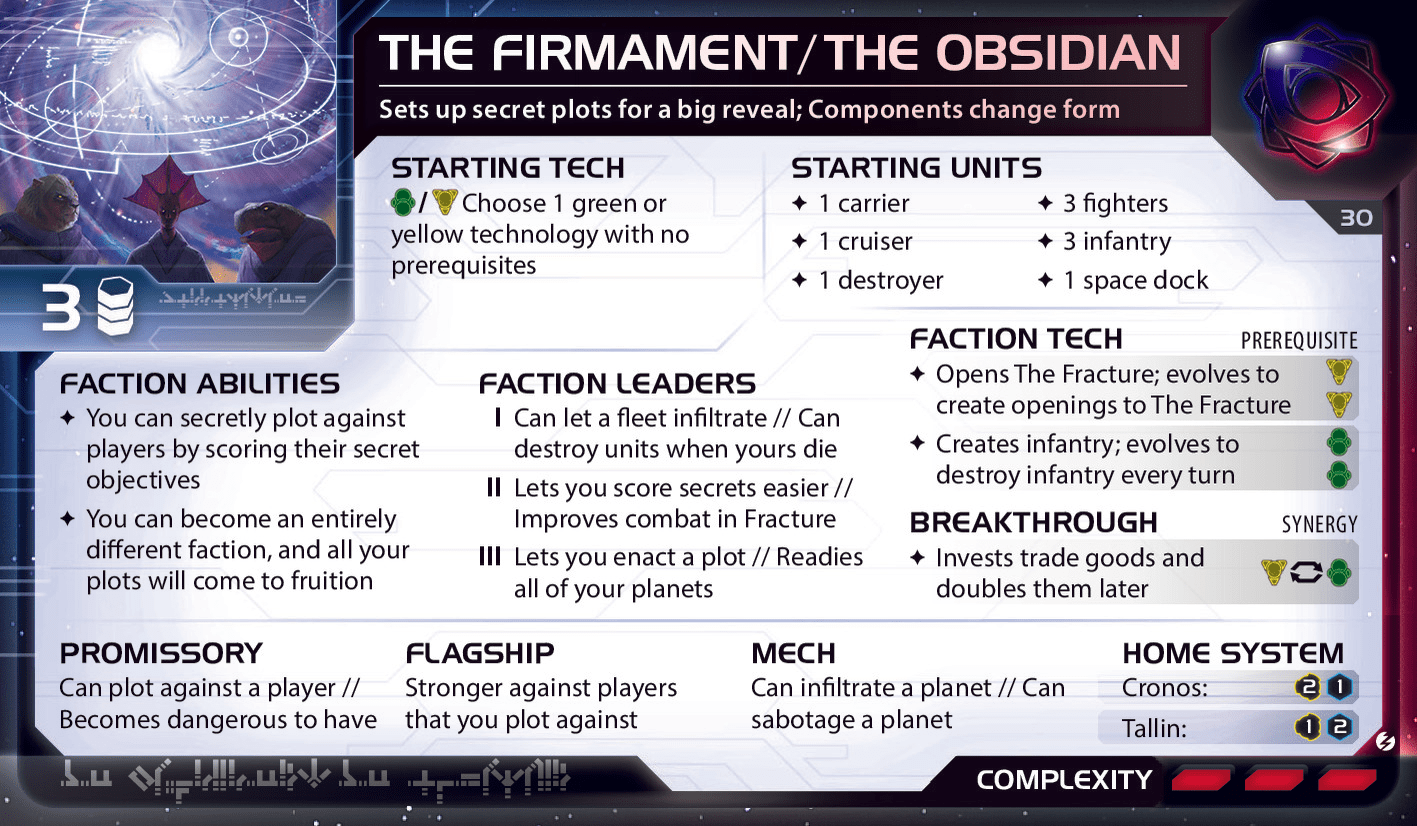 THE FIRMAMENT/THE OBSIDIAN
Sets up secret plots for a big reveal; Components change form
30
3
STARTING TECH
/ Choose 1 green or
yellow technology with no
prerequisites
STARTING UNITS
1 carrier
1 cruiser
1 destroyer
3 fighters
3 infantry
1 space dock
FACTION ABILITIES
You can secretly plot against
players by scoring their secret
objectives
You can become an entirely
different faction, and all your
plots will come to fruition
FACTION LEADERS
I Can let a fleet infiltrate // Can
destroy units when yours die
II Lets you score secrets easier //
Improves combat in Fracture
III Lets you enact a plot // Readies
all of your planets
FACTION TECH PREREQUISITE
Opens The Fracture; evolves to
create openings to The Fracture
Creates infantry; evolves to
destroy infantry every turn
BREAKTHROUGH SYNERGY
Invests trade goods and
doubles them later
PROMISSORY
Can plot against a player //
Becomes dangerous to have
FLAGSHIP
Stronger against players
that you plot against
MECH
Can infiltrate a planet // Can
sabotage a planet
HOME SYSTEM
Cronos: 2 1
Tallin: 1 2
COMPLEXITY